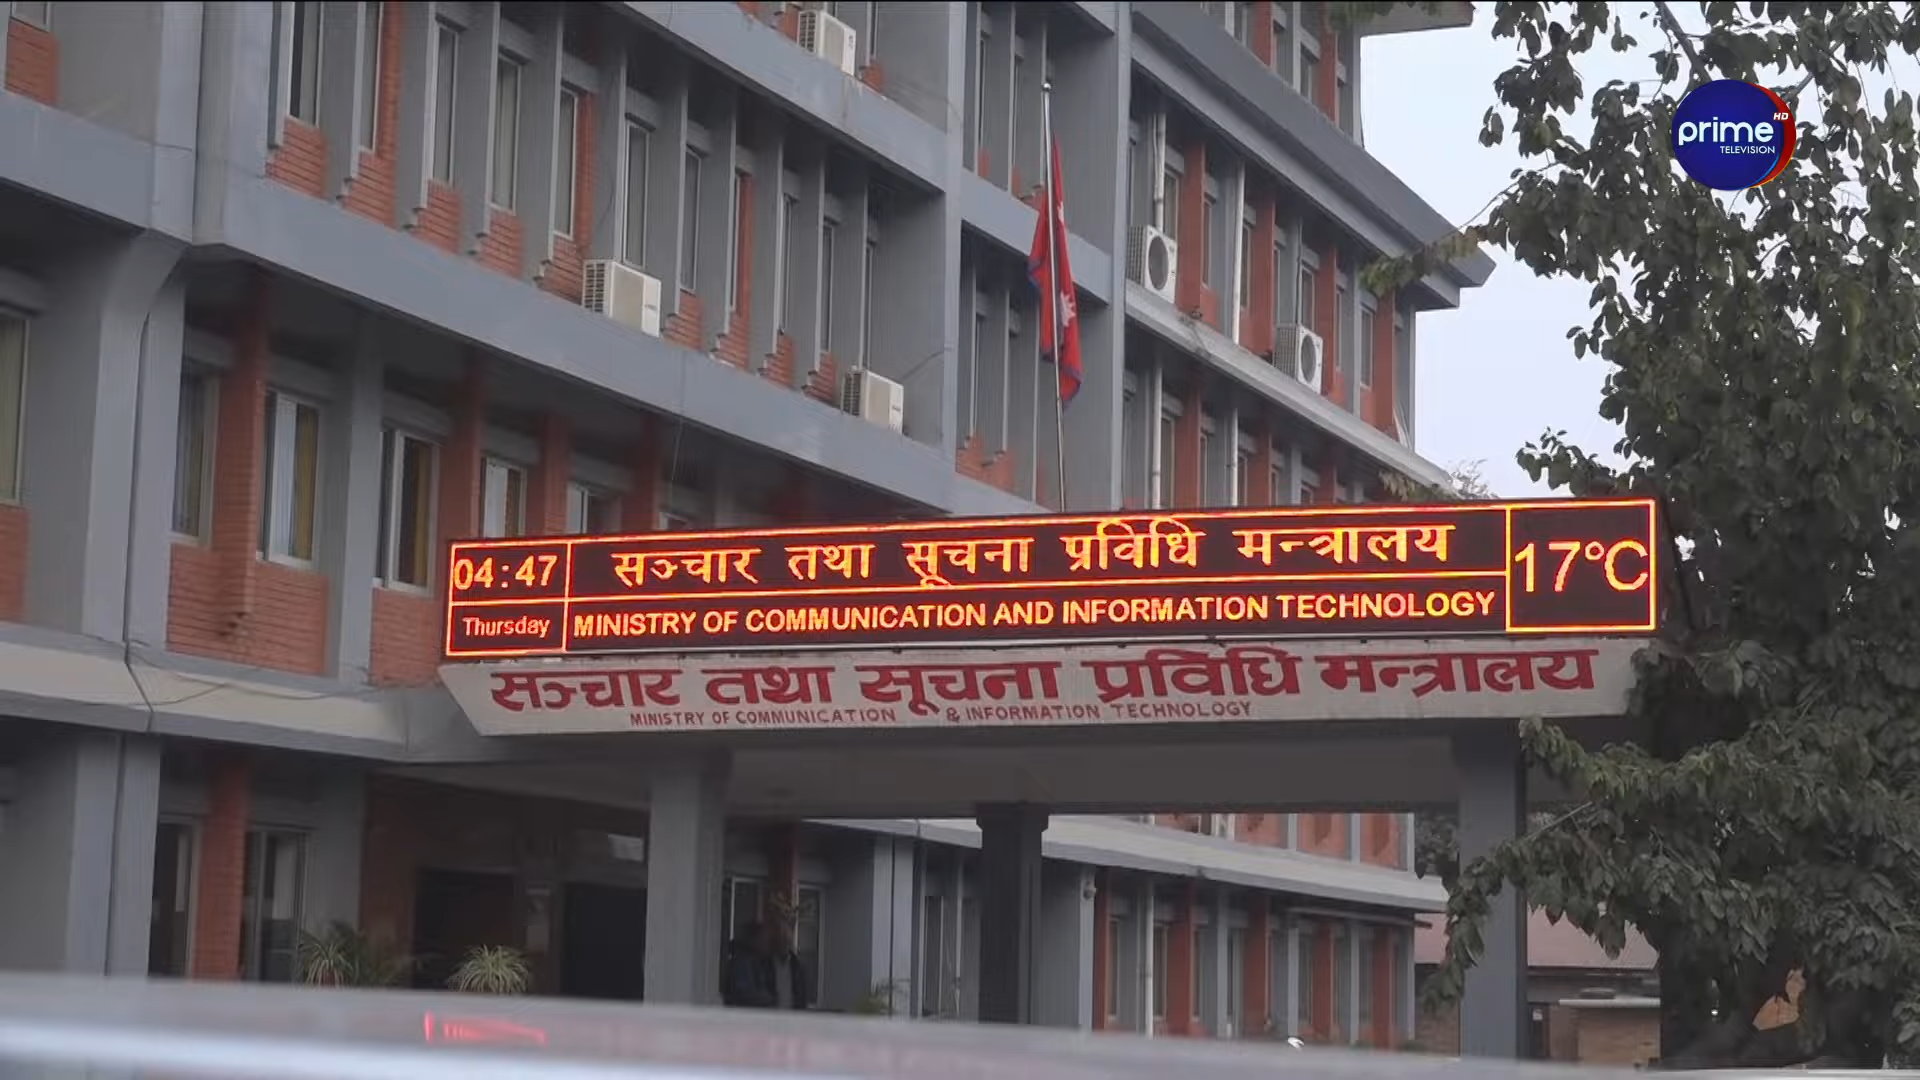 prime HD
TELEVISION
04:47
सञ्चार तथा सूचना प्रविधि मन्त्रालय
17°C
Thursday
MINISTRY OF COMMUNICATION AND INFORMATION TECHNOLOGY
सञ्चार तथा सूचना प्रविधि मन्त्रालय
MINISTRY OF COMMUNICATION & INFORMATION TECHNOLOGY